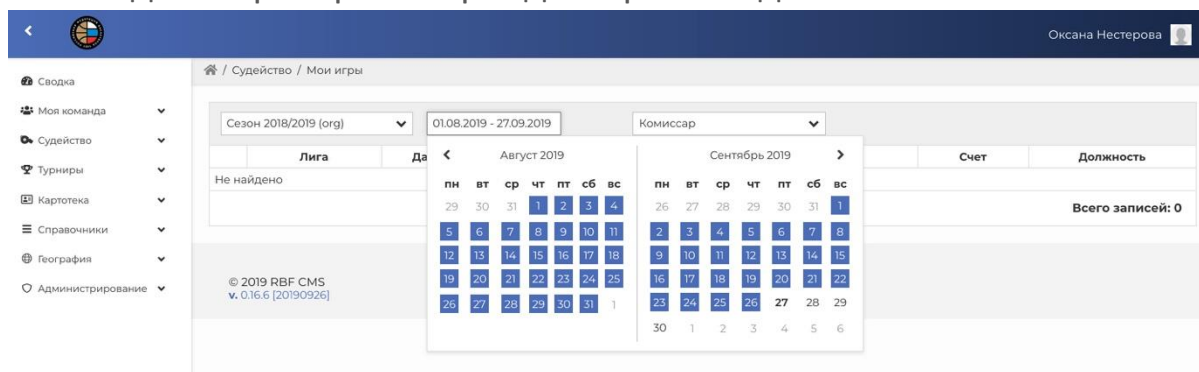 Оксана Нестерова
Сводка
Моя команда
Судейство
Турниры
Картотека
Справочники
География
Администрирование
/ Судейство / Мои игры
Сезон 2018/2019 (org)
01.08.2019 - 27.09.2019
Комиссар
Лига
Да
Счет
Должность
Не найдено
Всего записей: 0
Август 2019
пн вт ср чт пт сб вс
29 30 31 1 2 3 4
5 6 7 8 9 10 11
12 13 14 15 16 17 18
19 20 21 22 23 24 25
26 27 28 29 30 31 1
Сентябрь 2019
пн вт ср чт пт сб вс
26 27 28 29 30 31 1
2 3 4 5 6 7 8
9 10 11 12 13 14 15
16 17 18 19 20 21 22
23 24 25 26 27 28 29
30 1 2 3 4 5 6
© 2019 RBF CMS
v. 0.16.6 [20190926]